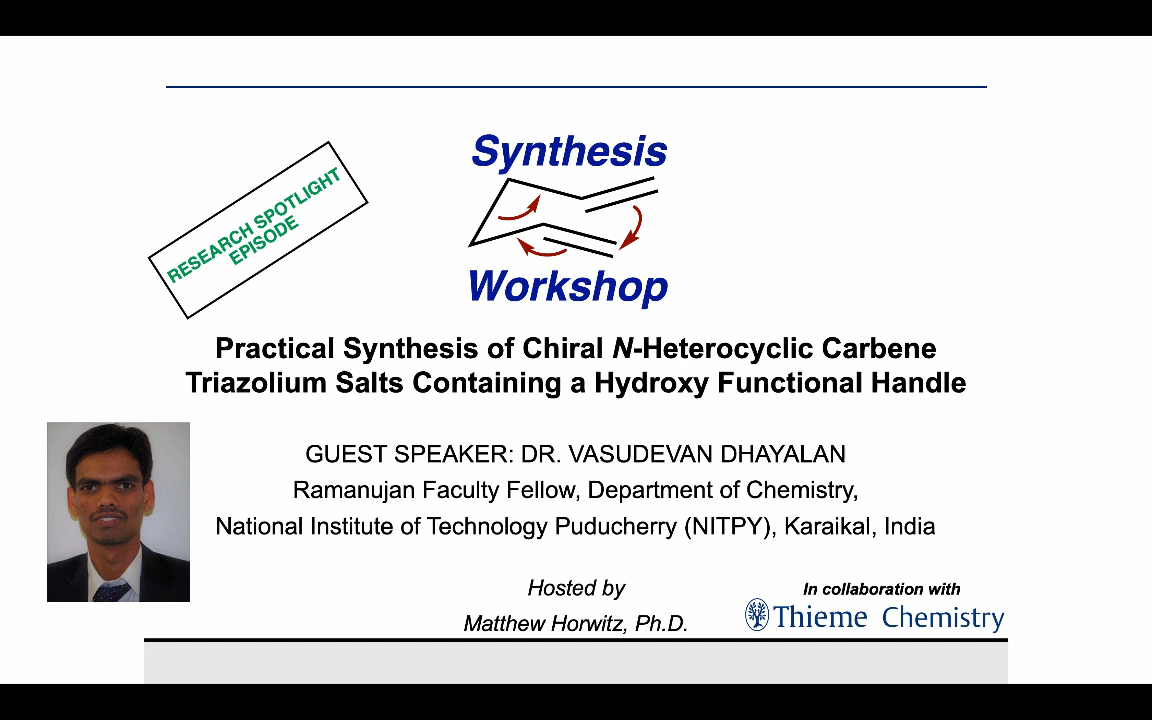 RESEARCH SPOTLIGHT
EPISODE
Synthesis
Workshop
Practical Synthesis of Chiral N-Heterocyclic Carbene
Triazolium Salts Containing a Hydroxy Functional Handle
GUEST SPEAKER: DR. VASUDEVAN DHAYALAN
Ramanujan Faculty Fellow, Department of Chemistry,
National Institute of Technology Puducherry (NITPY), Karaikal, India
Hosted by
Matthew Horwitz, Ph.D.
In collaboration with
Thieme Chemistry